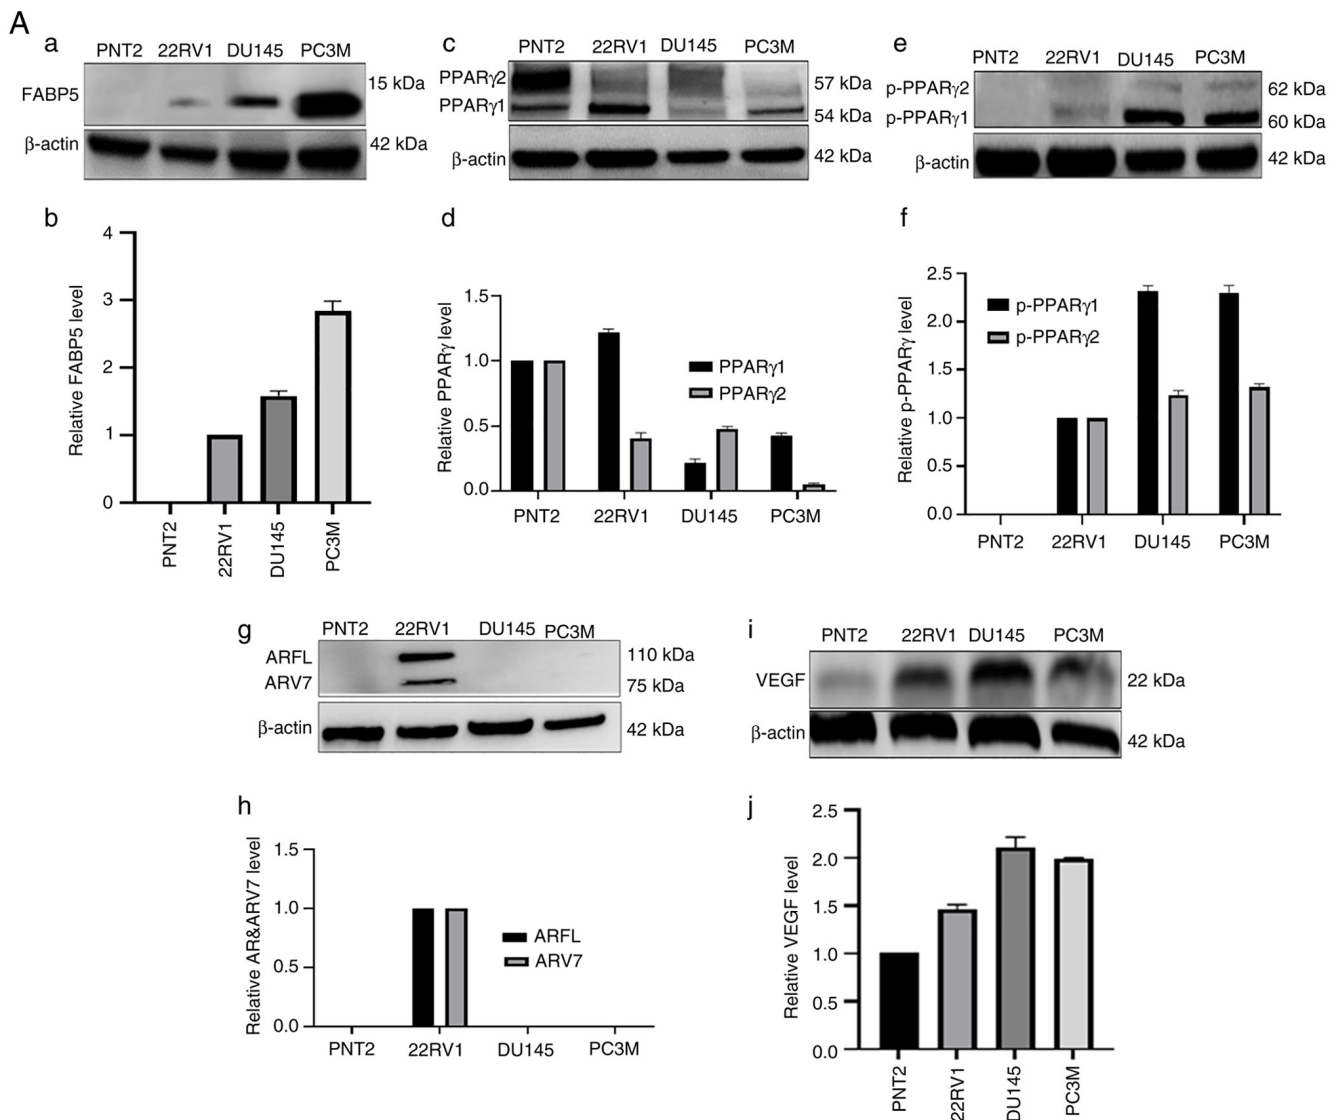 A
a
PNT2 22RV1 DU145 PC3M
FABP5
15 kDa
β-actin
42 kDa
c
PNT2 22RV1 DU145 PC3M
PPARγ2
57 kDa
PPARγ1
54 kDa
β-actin
42 kDa
e
PNT2 22RV1 DU145 PC3M
p-PPARγ2
62 kDa
p-PPARγ1
60 kDa
β-actin
42 kDa
b
Relative FABP5 level
4
3
2
1
0
PNT2
22RV1
DU145
PC3M
d
Relative PPARγ level
1.5
1.0
0.5
0.0
PPARγ1
PPARγ2
PNT2 22RV1 DU145 PC3M
f
Relative p-PPARγ level
2.5
2.0
1.5
1.0
0.5
0.0
p-PPARγ1
p-PPARγ2
PNT2 22RV1 DU145 PC3M
g
PNT2 22RV1 DU145 PC3M
ARFL
110 kDa
ARV7
75 kDa
β-actin
42 kDa
i
PNT2 22RV1 DU145 PC3M
VEGF
22 kDa
β-actin
42 kDa
h
Relative AR&ARV7 level
1.5
1.0
0.5
0.0
ARFL
ARV7
PNT2 22RV1 DU145 PC3M
j
Relative VEGF level
2.5
2.0
1.5
1.0
0.5
0.0
PNT2
22RV1
DU145
PC3M